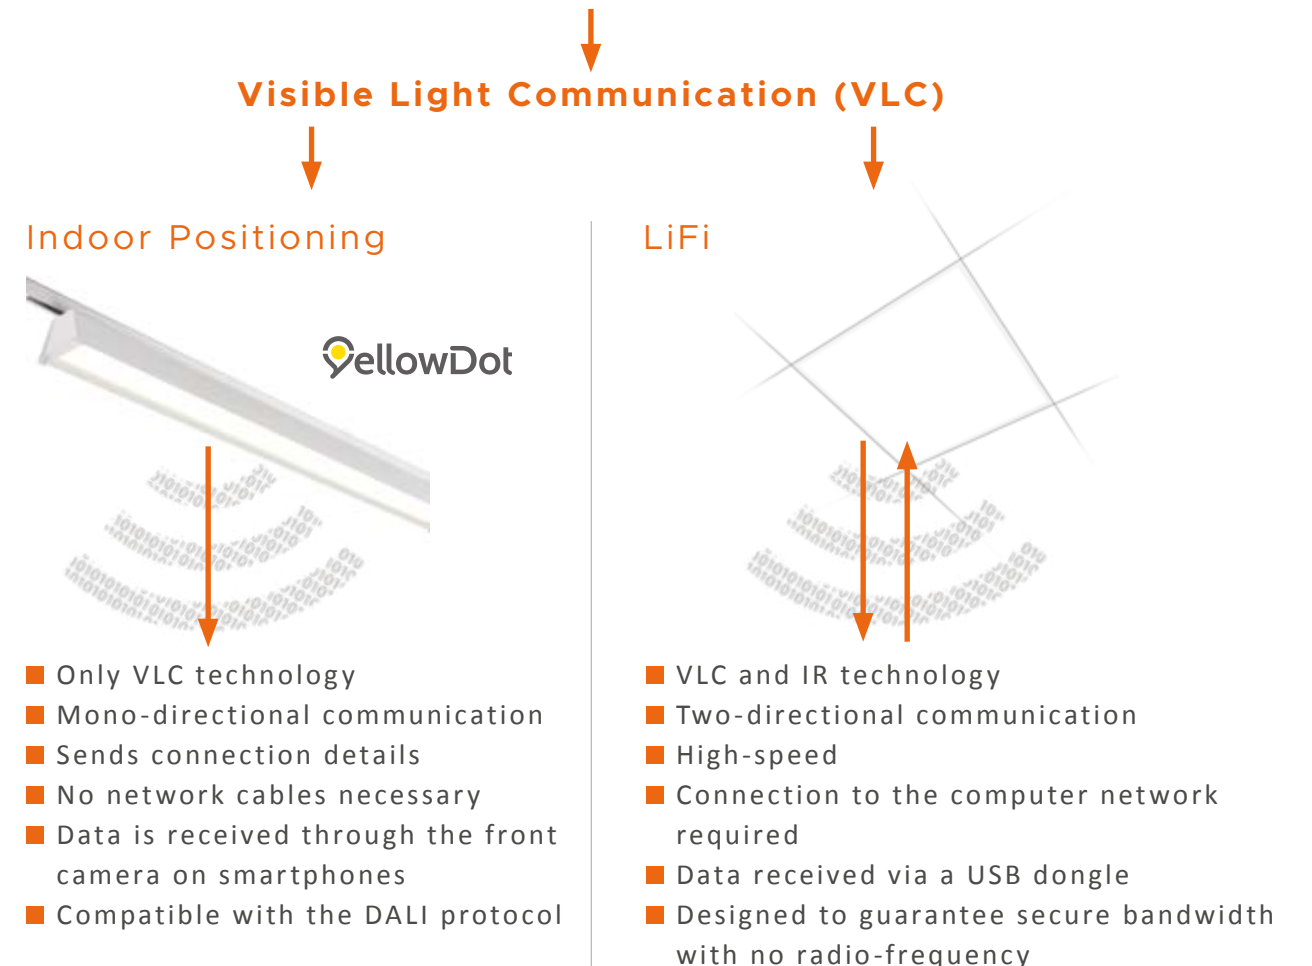 Visible Light Communication (VLC)
Indoor Positioning
YellowDot
Only VLC technology
Mono-directional communication
Sends connection details
No network cables necessary
Data is received through the front
camera on smartphones
Compatible with the DALI protocol
LiFi
VLC and IR technology
Two-directional communication
High-speed
Connection to the computer network
required
Data received via a USB dongle
Designed to guarantee secure bandwidth
with no radio-frequency